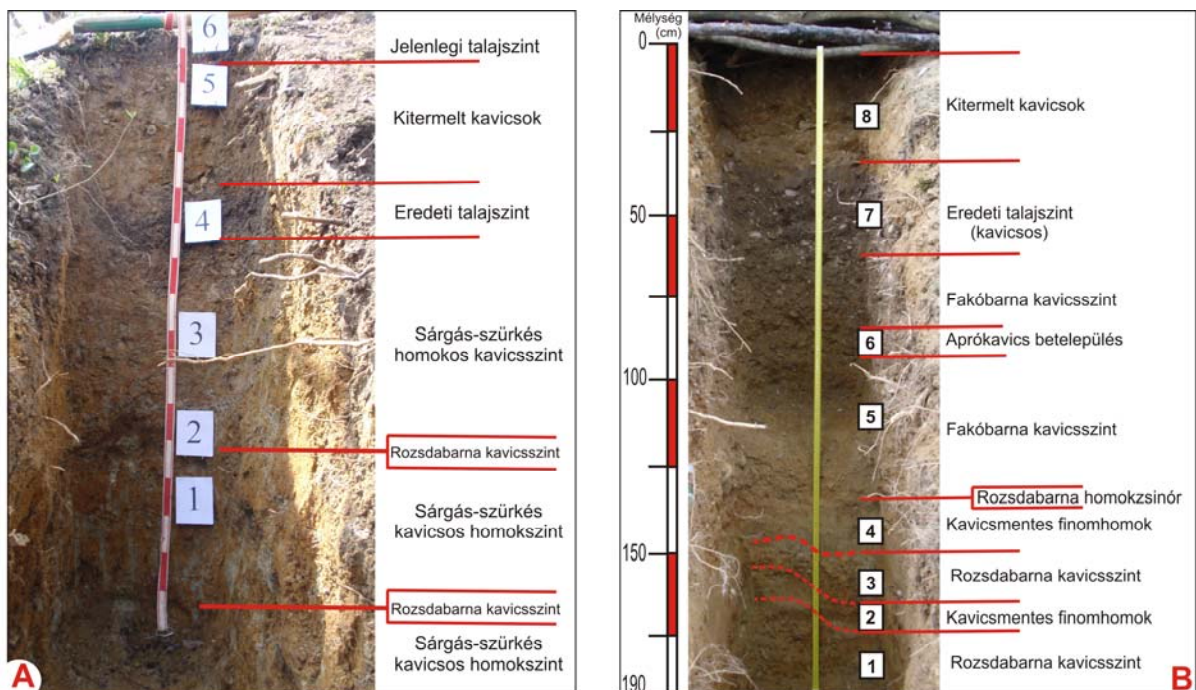 6
5
4
3
2
1
Jelenlegi talajszint
Kitermelt kavicsok
Eredeti talajszint
Sárgás-szürkés
homokos kavicsszint
Rozsdabarna kavicsszint
Sárgás-szürkés
kavicsos homokszint
Rozsdabarna kavicsszint
Sárgás-szürkés
kavicsos homokszint
A
Mélység
(cm)
0
50
100
150
190
8
7
6
5
4
3
2
1
Kitermelt kavicsok
Eredeti talajszint
(kavicsos)
Fakóbarna kavicsszint
Aprókavics betelepülés
Fakóbarna kavicsszint
Rozsdabarna homokzsinór
Kavicsmentes finomhomok
Rozsdabarna kavicsszint
Kavicsmentes finomhomok
Rozsdabarna kavicsszint
B